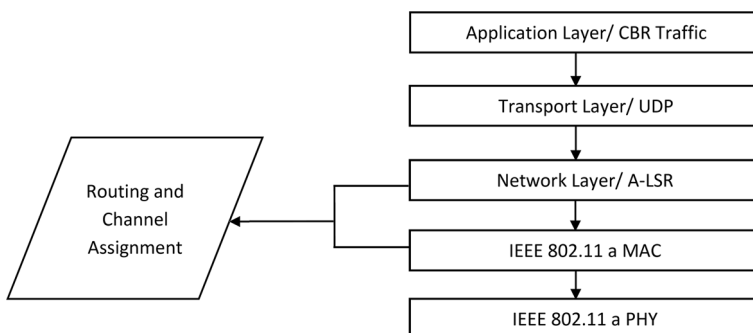 Application Layer/ CBR Traffic
Transport Layer/ UDP
Network Layer/ A-LSR
Routing and
Channel
Assignment
IEEE 802.11 a MAC
IEEE 802.11 a PHY